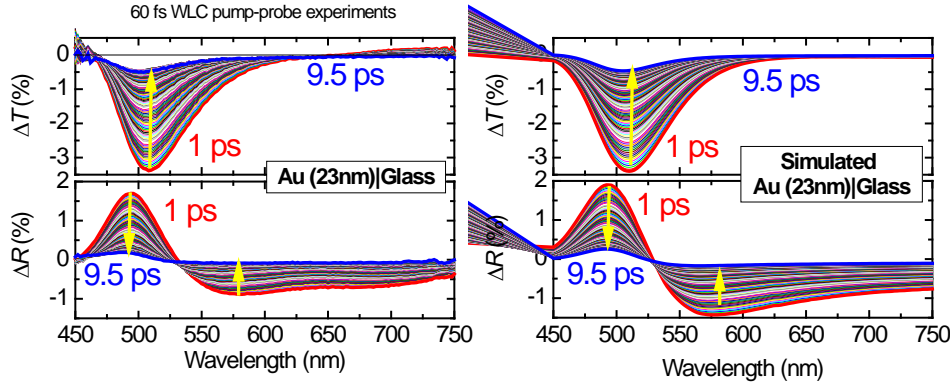 60 fs WLC pump-probe experiments
0
-1
-2
-3
ΔT (%)
9.5 ps
1 ps
Au (23nm)|Glass
2
1
0
-1
ΔR (%)
1 ps
9.5 ps
450 500 550 600 650 700 750
Wavelength (nm)
0
-1
-2
-3
ΔT (%)
9.5 ps
1 ps
Simulated
Au (23nm)|Glass
2
1
0
-1
ΔR (%)
1 ps
9.5 ps
450 500 550 600 650 700 750
Wavelength (nm)